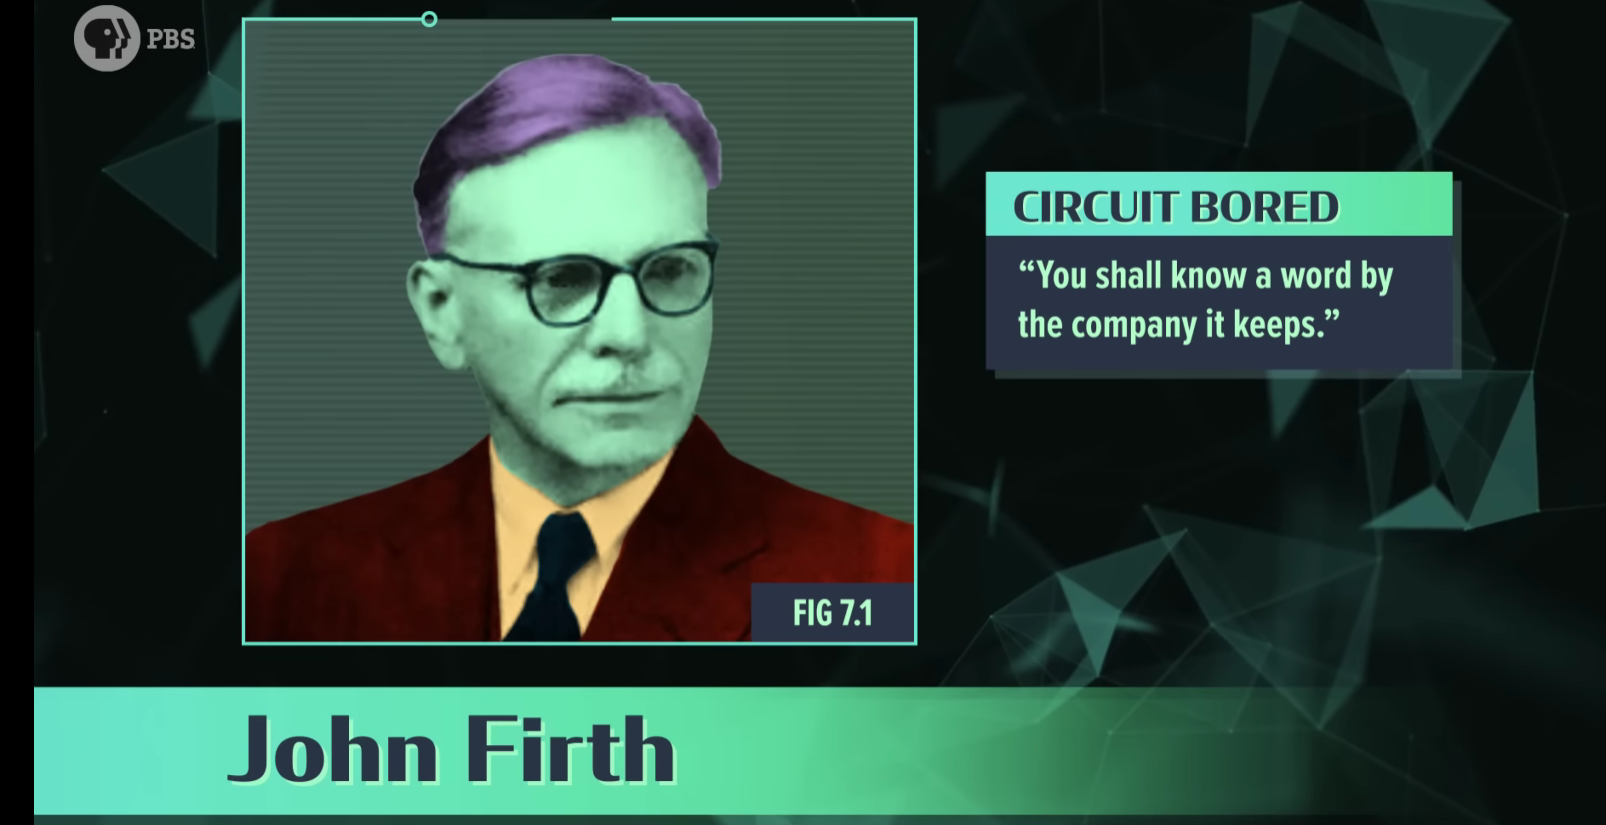 PBS
CIRCUIT BORED
“You shall know a word by
the company it keeps.”
FIG 7.1
John Firth